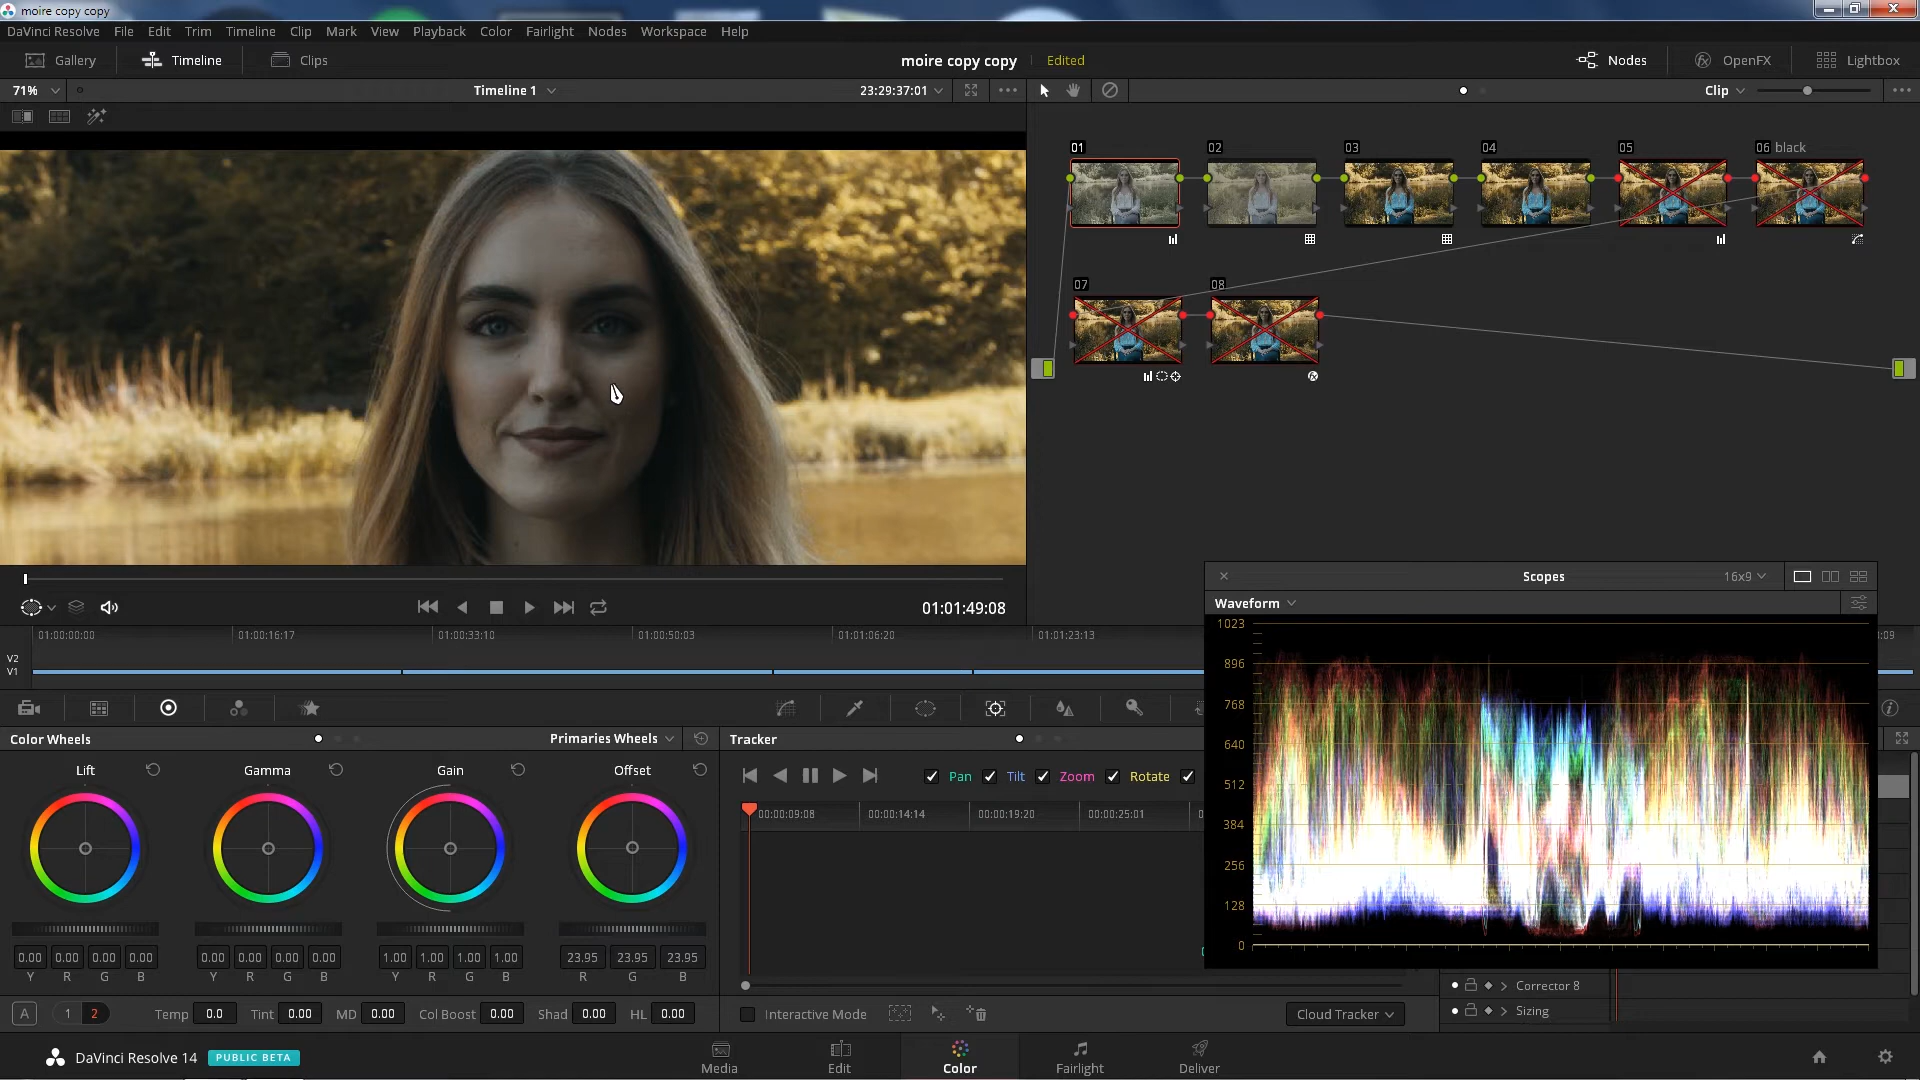 moire copy copy
DaVinci Resolve File Edit Trim Timeline Clip Mark View Playback Color Fairlight Nodes Workspace Help
Gallery Timeline Clips moire copy copy Edited Nodes OpenFX Lightbox
71% Timeline 1 23:29:37:01 Clip
01 02 03 04 05 06 black
07 08
Scopes 16x9
01:01:49:08
Waveform
01:00:00:00 01:00:16:17 01:00:33:10 01:00:50:03 01:01:06:20 01:01:23:13 :09
V2
V1
1023
896
768
640
512
384
256
128
0
Color Wheels Primaries Wheels Tracker
Lift Gamma Gain Offset
Pan Tilt Zoom Rotate
00:00:09:08 00:00:14:14 00:00:19:20 00:00:25:01
0.00 0.00 0.00 0.00 0.00 0.00 0.00 0.00 1.00 1.00 1.00 1.00 23.95 23.95 23.95
Y R G B Y R G B Y R G B R G B
Corrector 8
Sizing
A 1 2 Temp 0.0 Tint 0.00 MD 0.00 Col Boost 0.00 Shad 0.00 HL 0.00 Interactive Mode Cloud Tracker
DaVinci Resolve 14 PUBLIC BETA
Media Edit Color Fairlight Deliver